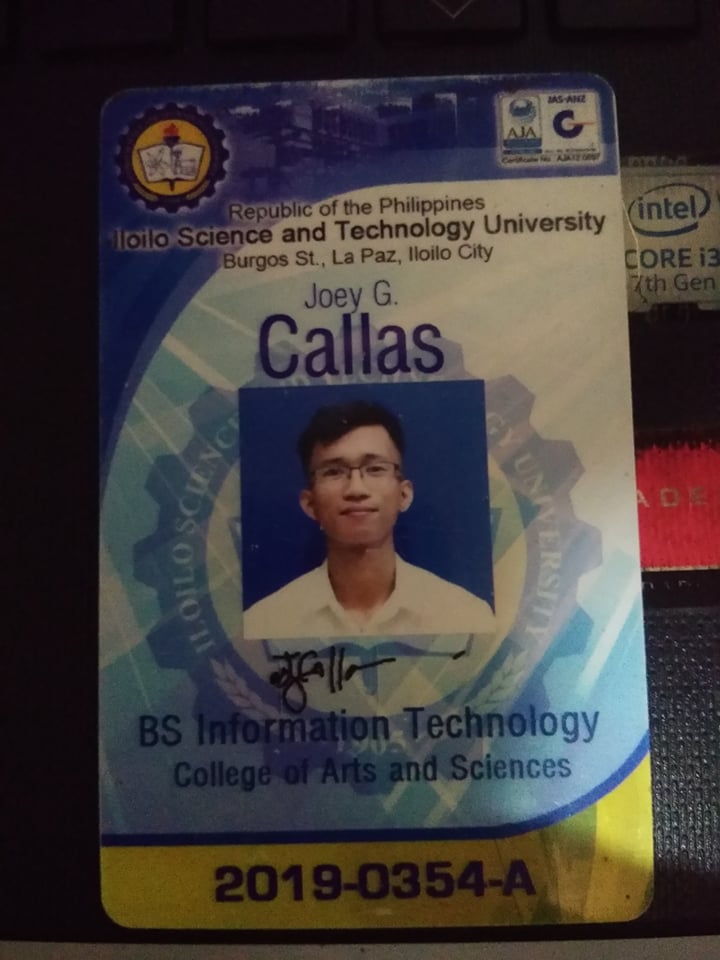 JAS-ANZ
AJA
Certificate No. AJA12.0097
Republic of the Philippines
Iloilo Science and Technology University
Burgos St., La Paz, Iloilo City
Joey G.
Callas
ILOILO SCIENCE AND TECHNOLOGY UNIVERSITY
1905
BS Information Technology
College of Arts and Sciences
2019-0354-A
intel
CORE i3
7th Gen
ADE